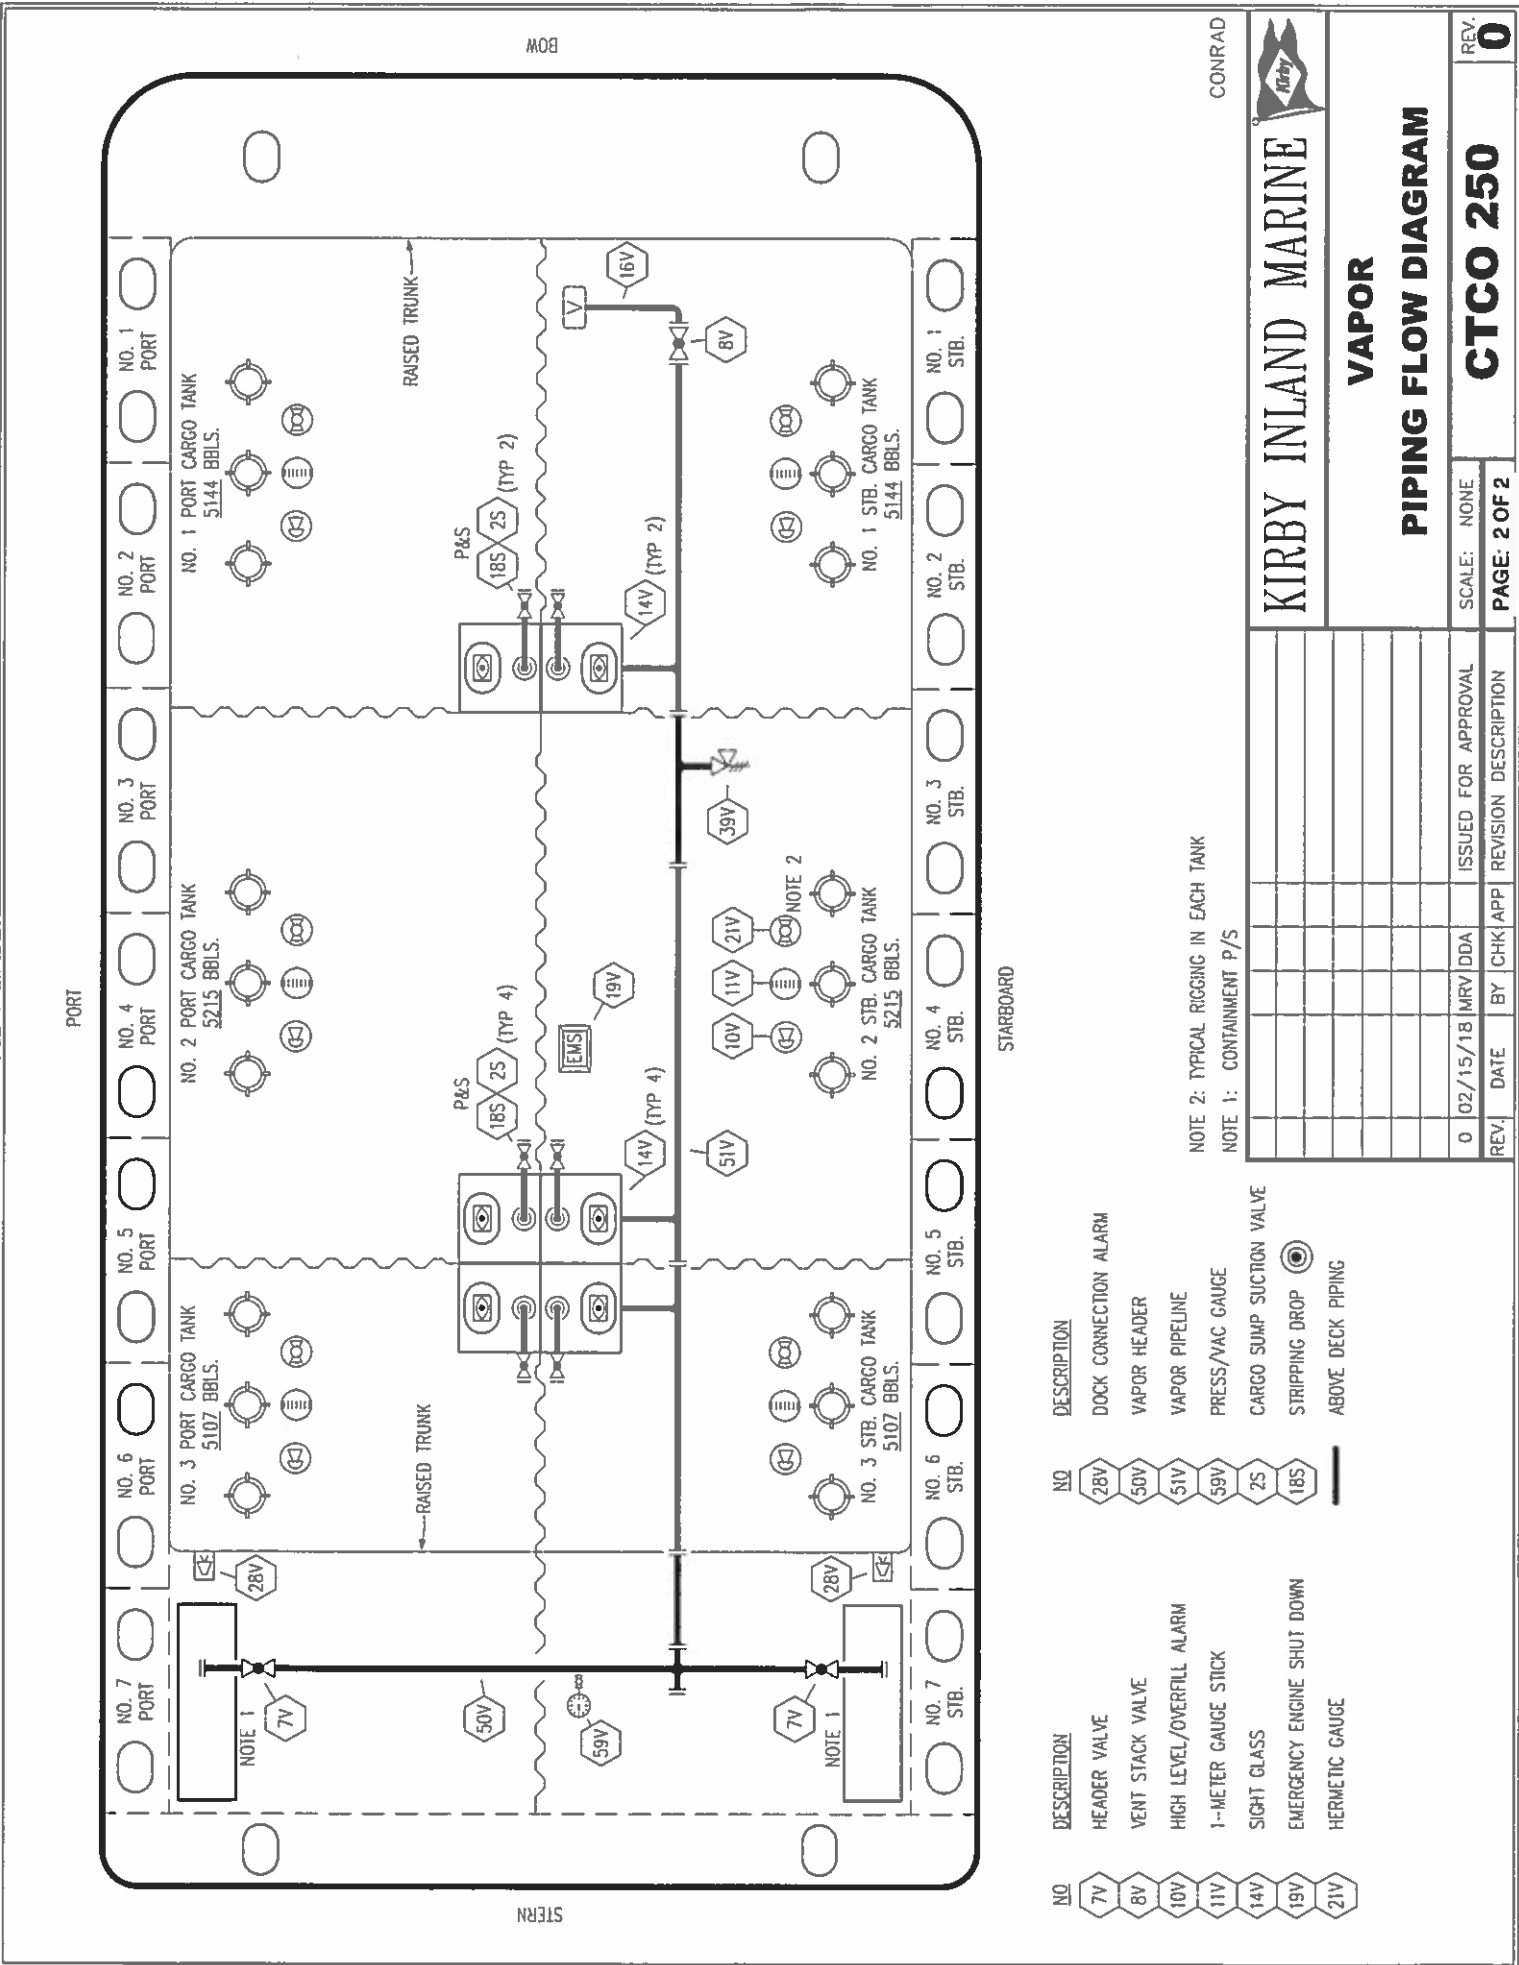 PORT
BOW
STERN
STARBOARD
NO. 7
PORT
NO. 6
PORT
NO. 5
PORT
NO. 4
PORT
NO. 3
PORT
NO. 2
PORT
NO. 1
PORT
NO. 3 PORT CARGO TANK
5107 BBLS.
NO. 2 PORT CARGO TANK
5215 BBLS.
NO. 1 PORT CARGO TANK
5144 BBLS.
28V
NOTE 1
7V
RAISED TRUNK
RAISED TRUNK
P&S
18S 2S (TYP 4)
P&S
18S 2S (TYP 2)
50V
59V
EMS
19V
V
16V
14V (TYP 4)
14V (TYP 2)
51V
39V
8V
10V
11V
21V
NOTE 2
7V
NOTE 1
28V
NO. 3 STB. CARGO TANK
5107 BBLS.
NO. 2 STB. CARGO TANK
5215 BBLS.
NO. 1 STB. CARGO TANK
5144 BBLS.
NO. 7
STB.
NO. 6
STB.
NO. 5
STB.
NO. 4
STB.
NO. 3
STB.
NO. 2
STB.
NO. 1
STB.
NO DESCRIPTION
7V HEADER VALVE
8V VENT STACK VALVE
10V HIGH LEVEL/OVERFILL ALARM
11V 1-METER GAUGE STICK
14V SIGHT GLASS
19V EMERGENCY ENGINE SHUT DOWN
21V HERMETIC GAUGE
NO DESCRIPTION
28V DOCK CONNECTION ALARM
50V VAPOR HEADER
51V VAPOR PIPELINE
59V PRESS/VAC GAUGE
2S CARGO SUMP SUCTION VALVE
18S STRIPPING DROP
ABOVE DECK PIPING
NOTE 2: TYPICAL RIGGING IN EACH TANK
NOTE 1: CONTAINMENT P/S
CONRAD
0 02/15/18 MRV DDA ISSUED FOR APPROVAL
REV. DATE BY CHK APP REVISION DESCRIPTION
KIRBY INLAND MARINE
Kirby
VAPOR
PIPING FLOW DIAGRAM
SCALE: NONE
PAGE: 2 OF 2
CTCO 250
REV.
0